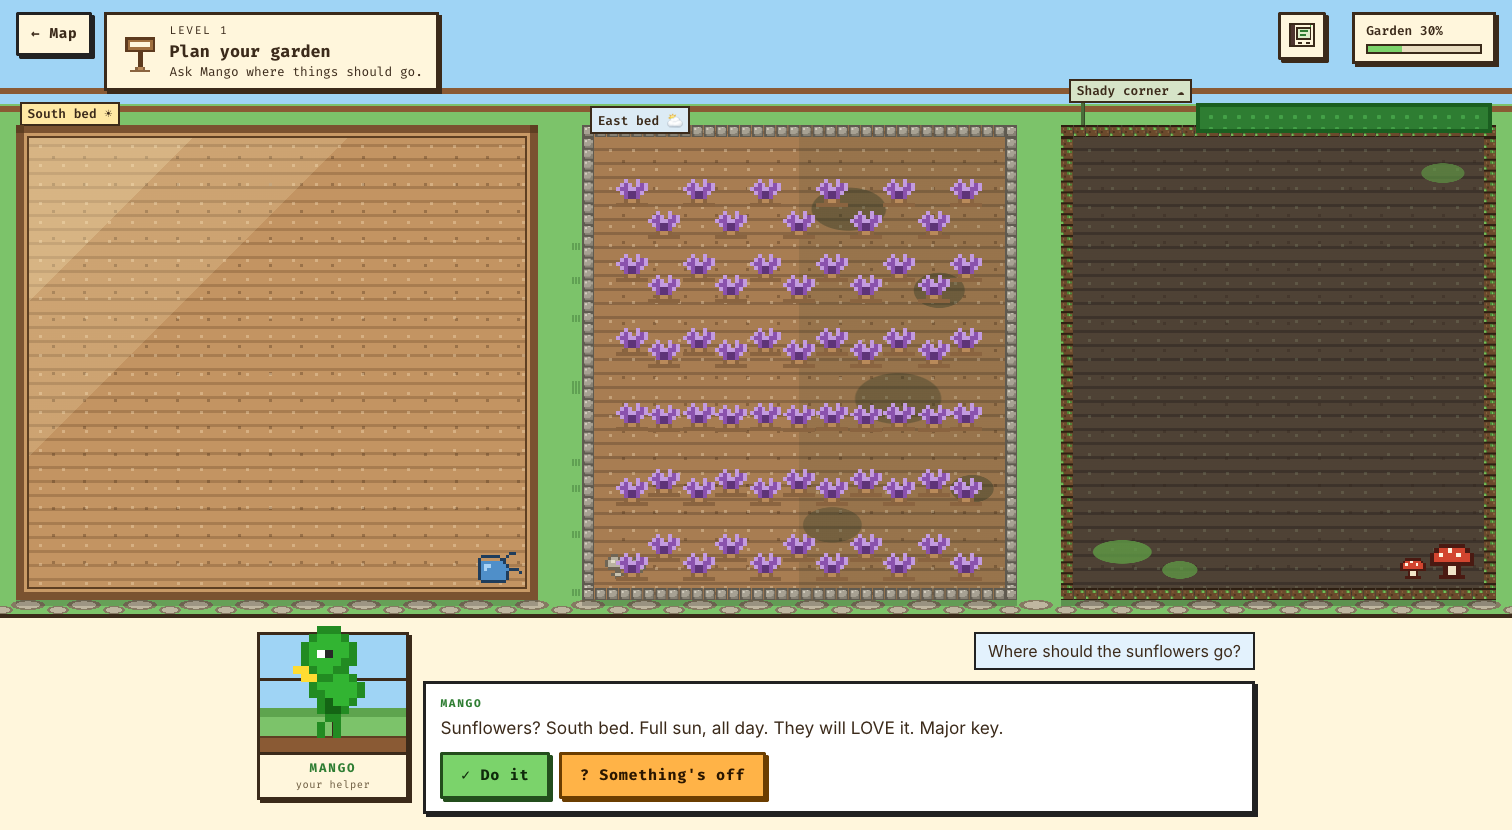 ← Map
LEVEL 1
Plan your garden
Ask Mango where things should go.
Garden 30%
South bed ☀
East bed ⛅
Shady corner ☁
Where should the sunflowers go?
MANGO
your helper
MANGO
Sunflowers? South bed. Full sun, all day. They will LOVE it. Major key.
✓ Do it
? Something's off